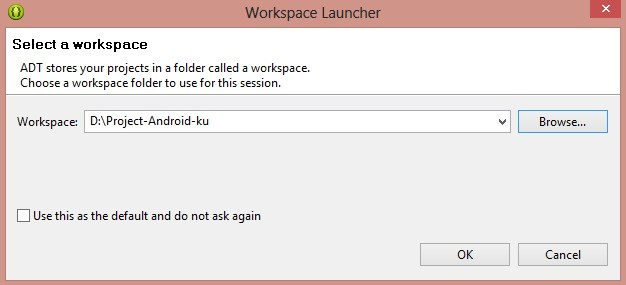 Workspace Launcher
Select a workspace
ADT stores your projects in a folder called a workspace.
Choose a workspace folder to use for this session.
Workspace: D:\Project-Android-ku Browse...
Use this as the default and do not ask again
OK Cancel